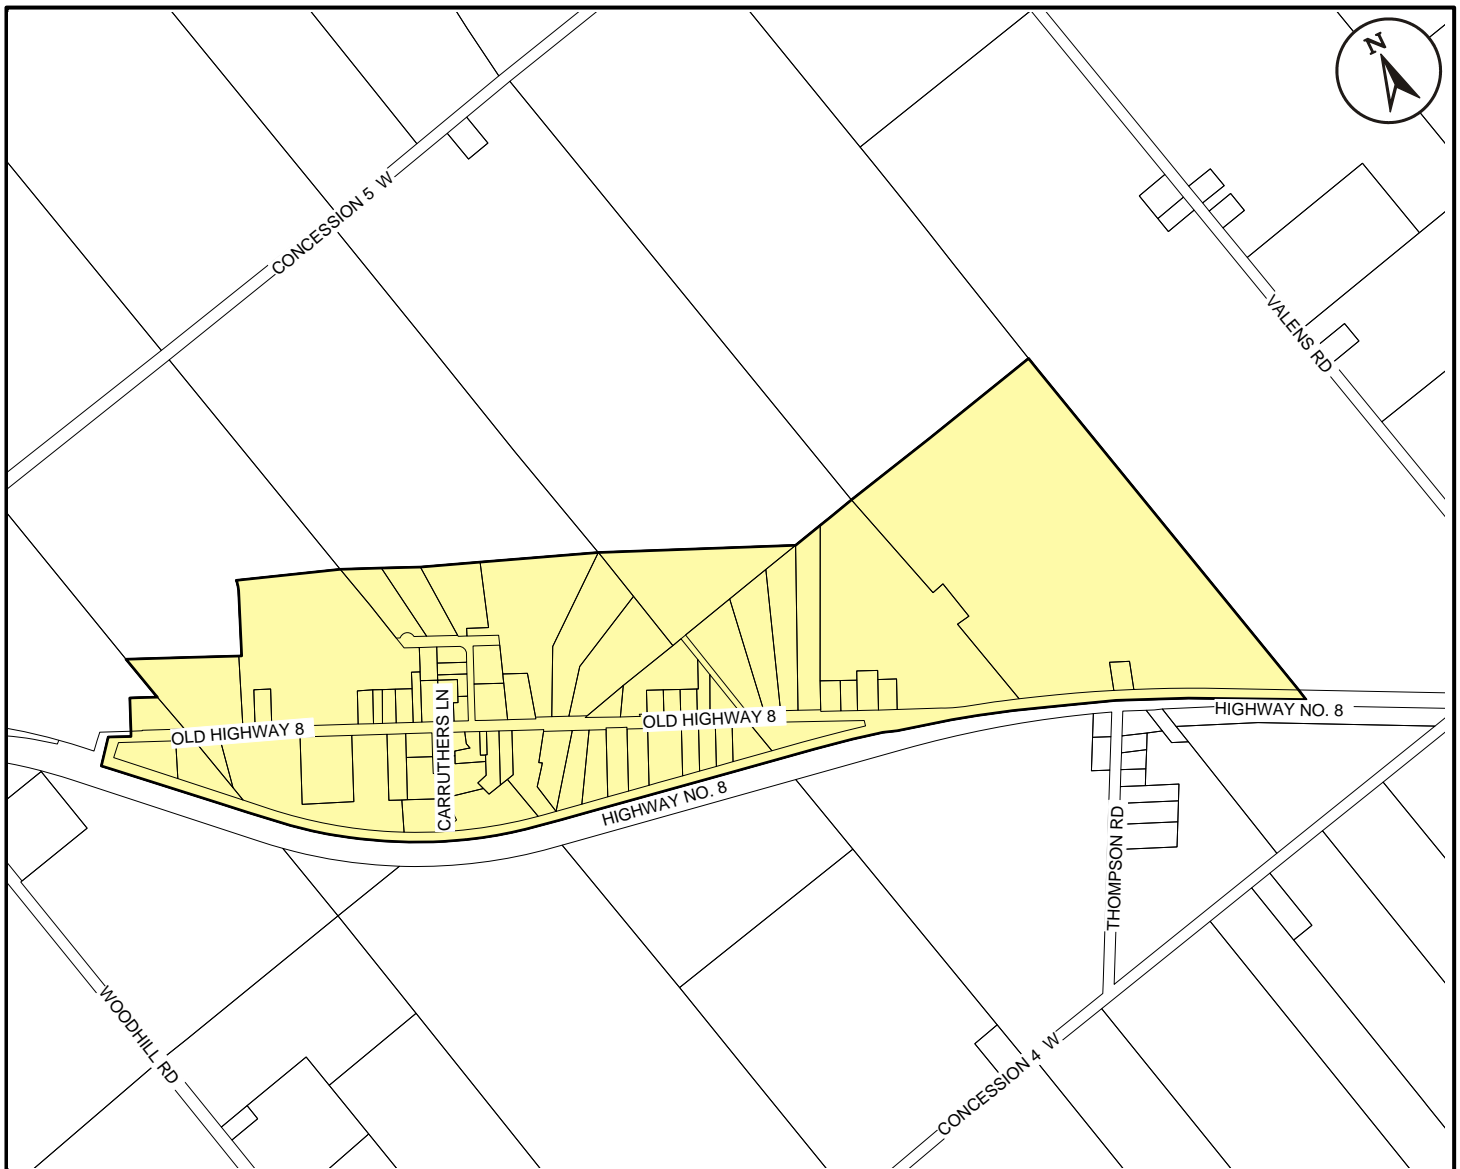 N
CONCESSION 5 W
VALENS RD
OLD HIGHWAY 8
CARRUTHERS LN
OLD HIGHWAY 8
HIGHWAY NO. 8
HIGHWAY NO. 8
THOMPSON RD
WOODHILL RD
CONCESSION 4 W